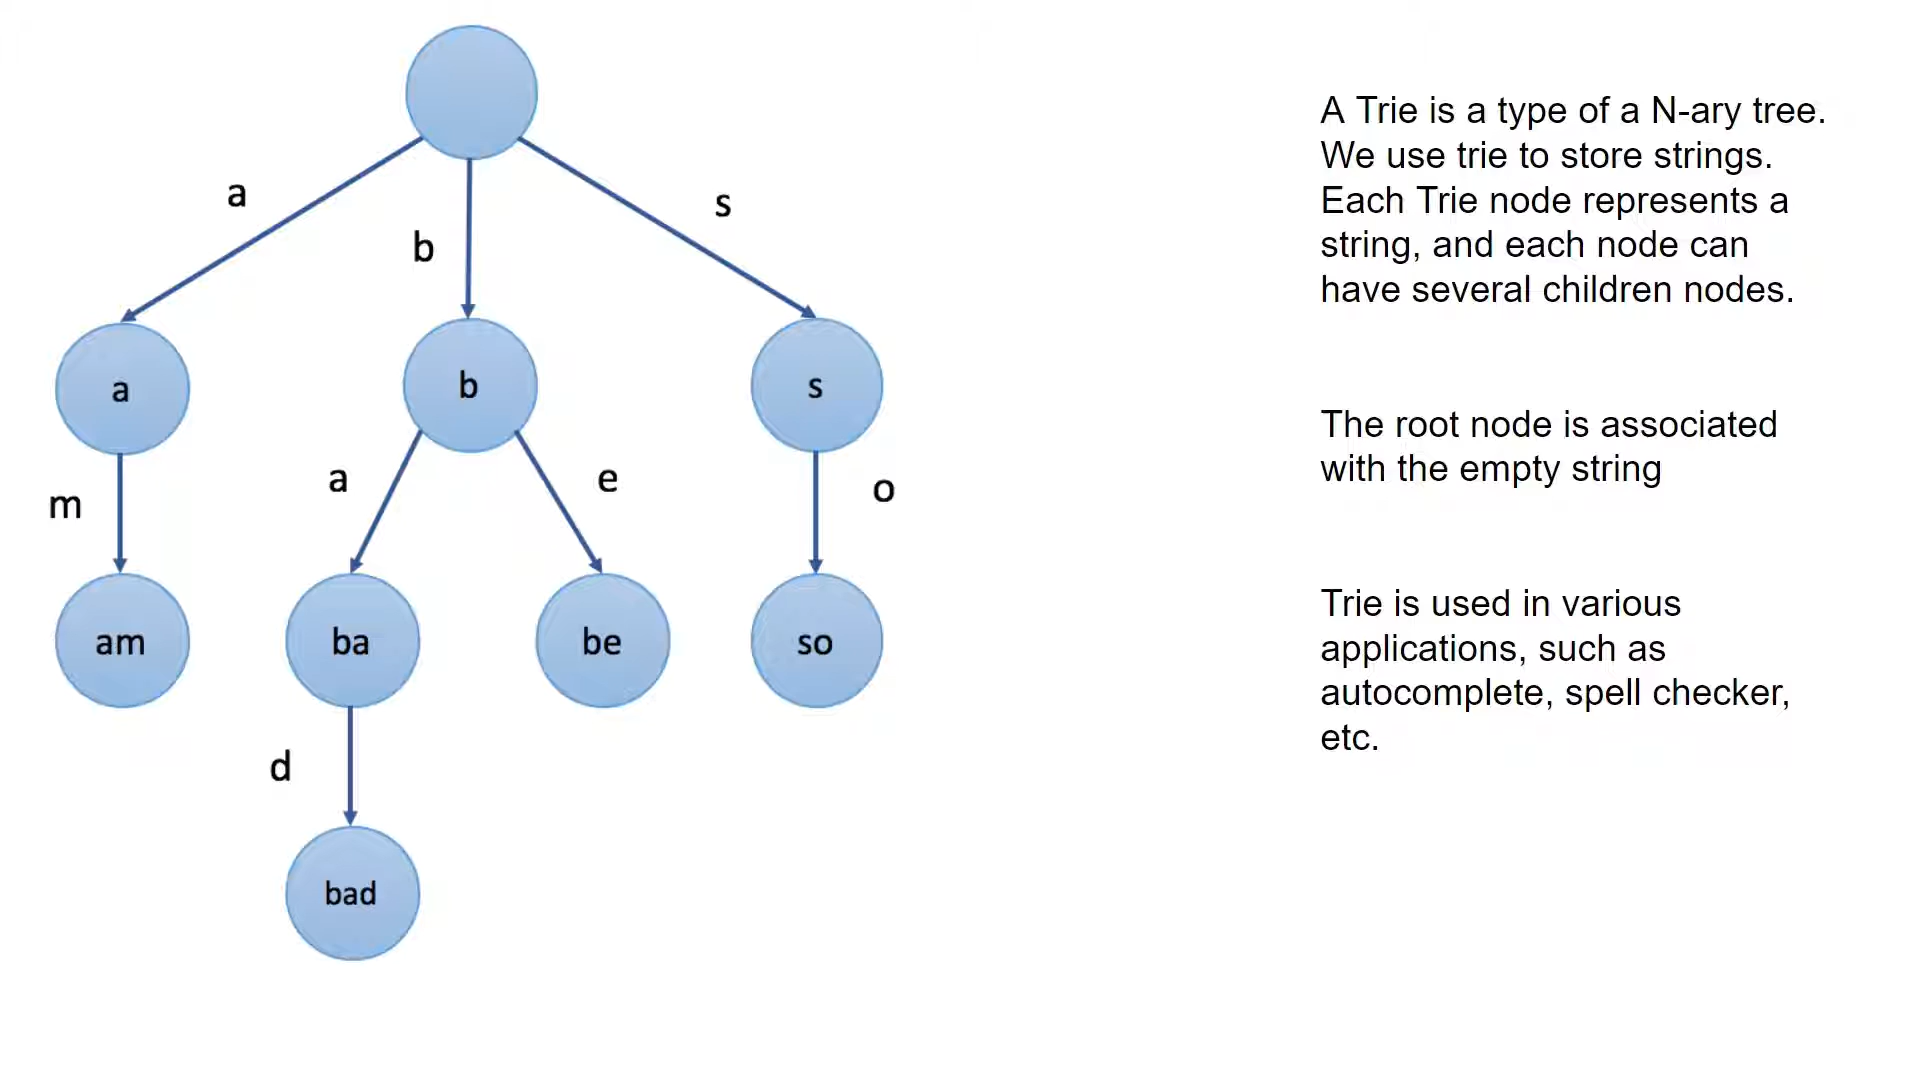 a
b
s
a
b
s
m
a
e
o
am
ba
be
so
d
bad
A Trie is a type of a N-ary tree.
We use trie to store strings.
Each Trie node represents a
string, and each node can
have several children nodes.
The root node is associated
with the empty string
Trie is used in various
applications, such as
autocomplete, spell checker,
etc.